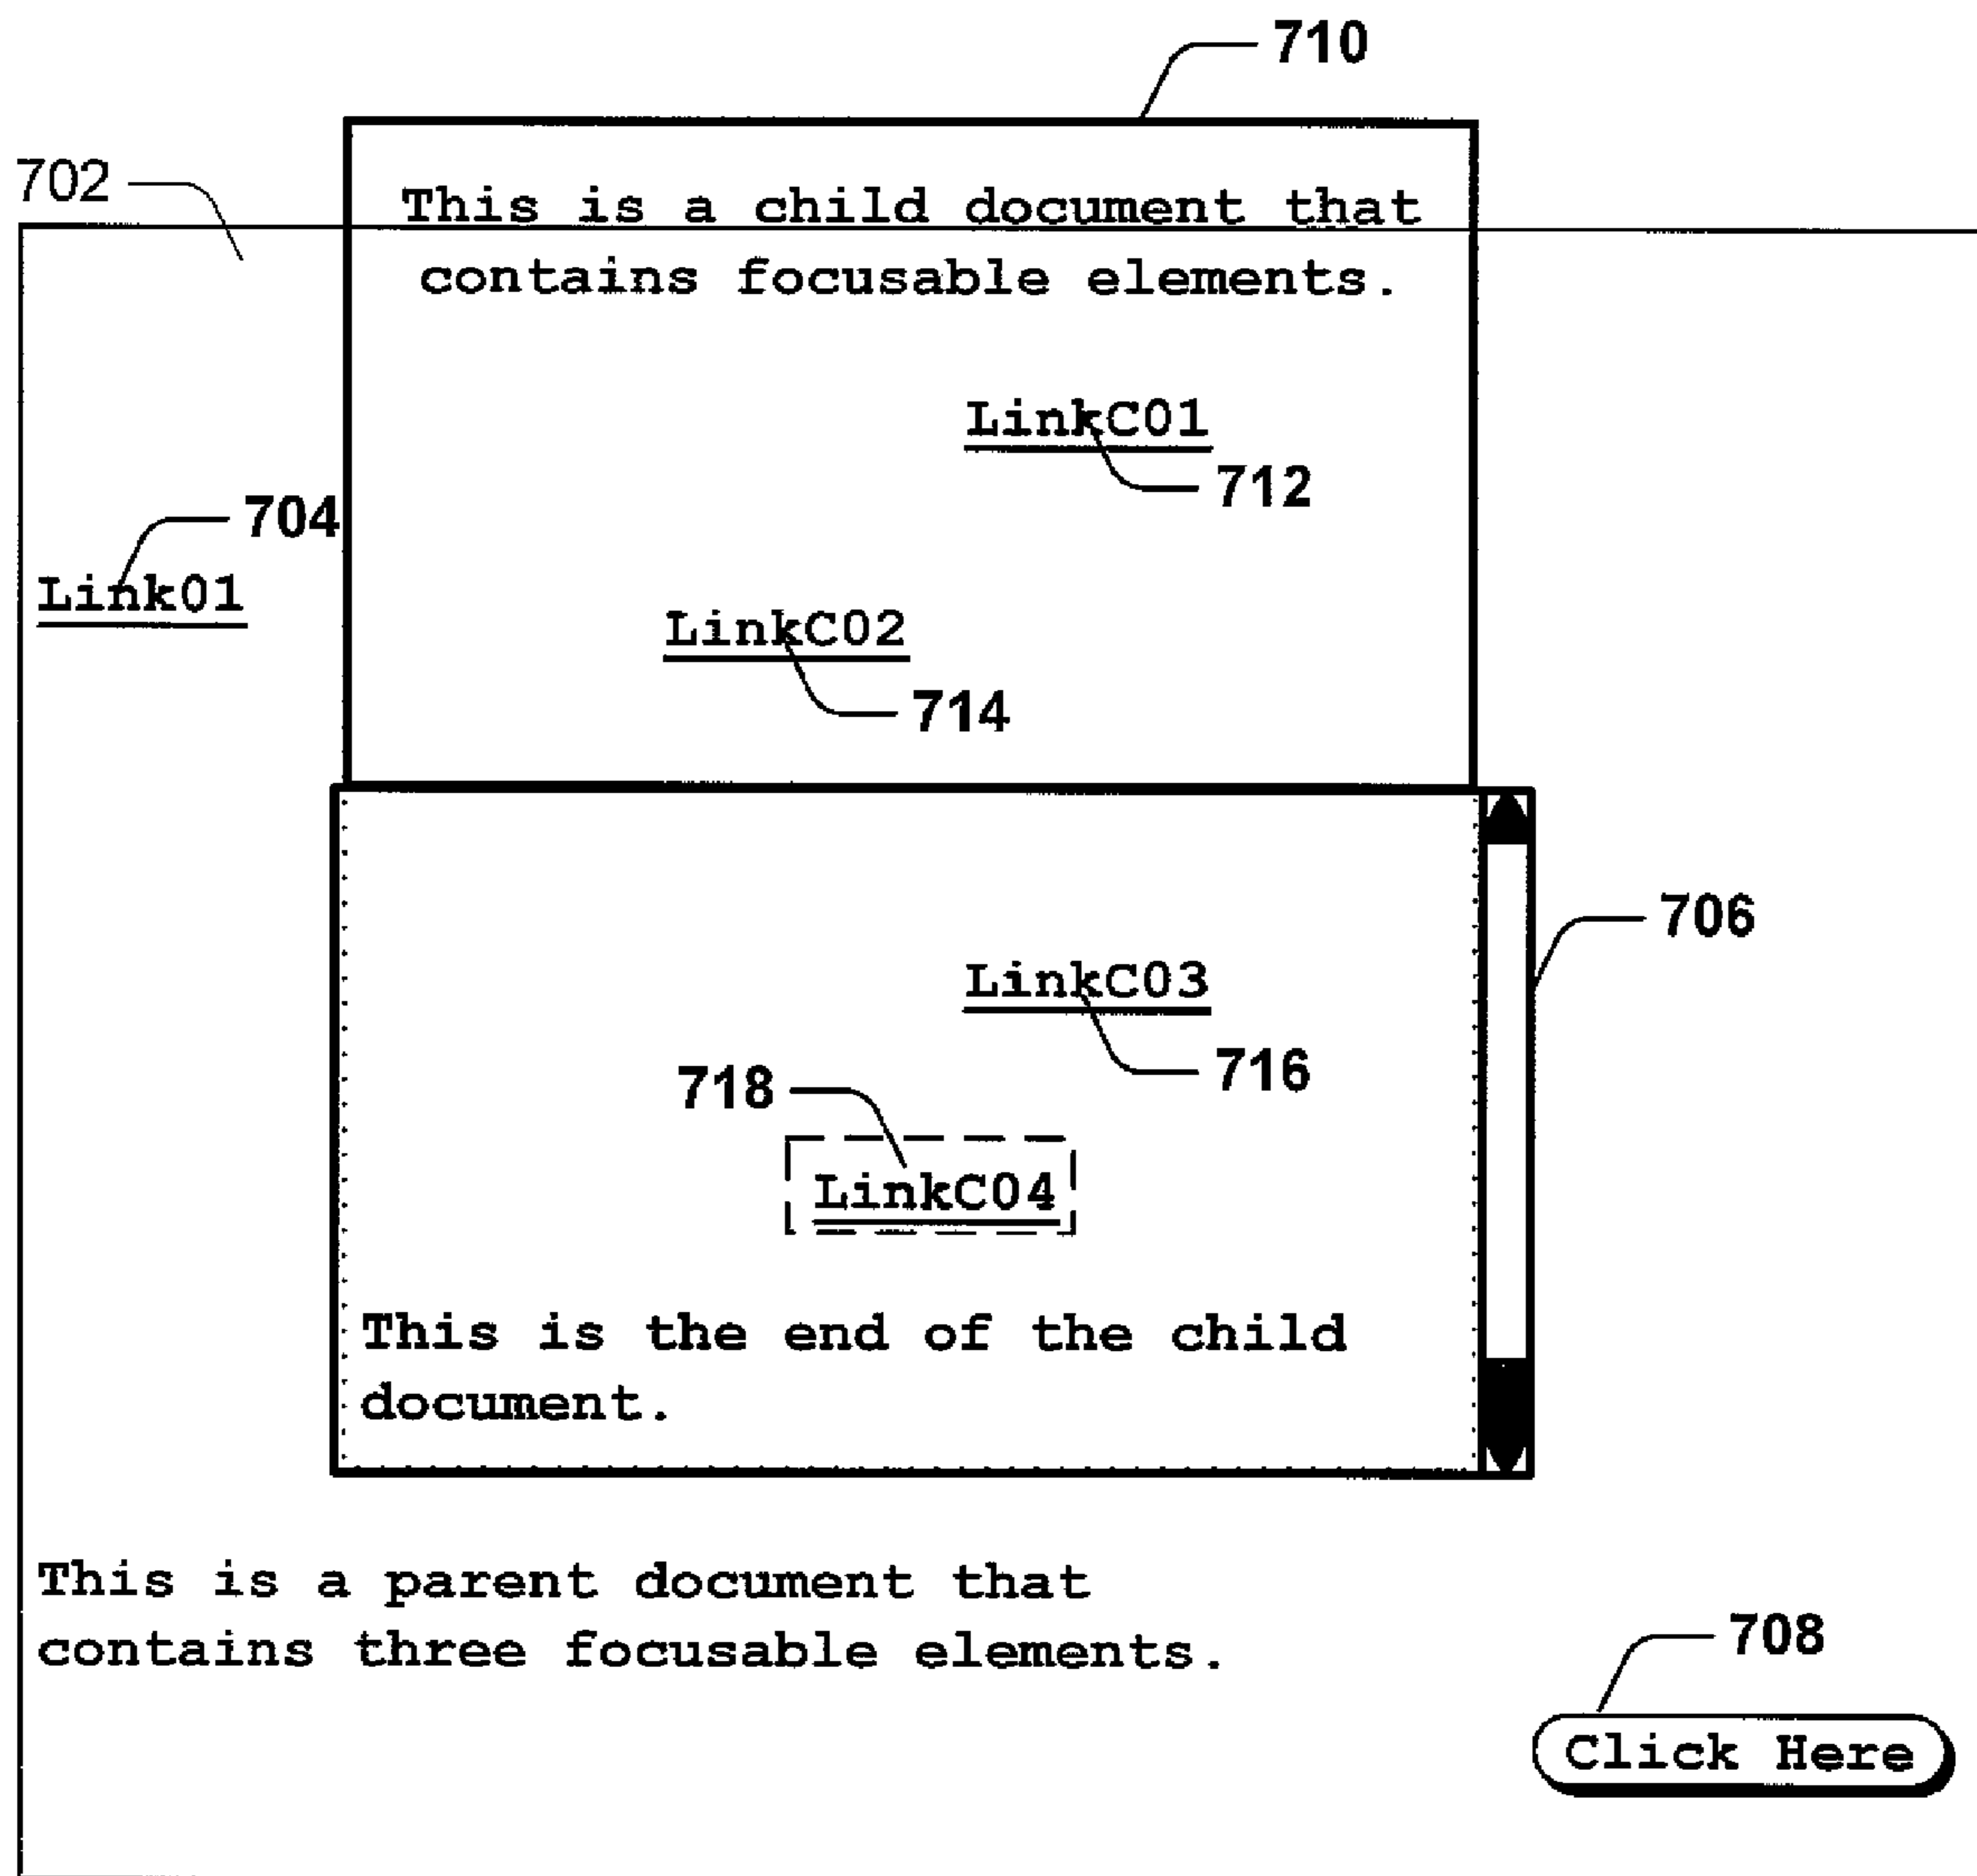 710
702
This is a child document that
contains focusable elements.
LinkC01
712
704
Link01
LinkC02
714
706
LinkC03
716
718
LinkC04
This is the end of the child
document.
This is a parent document that
contains three focusable elements.
708
Click Here